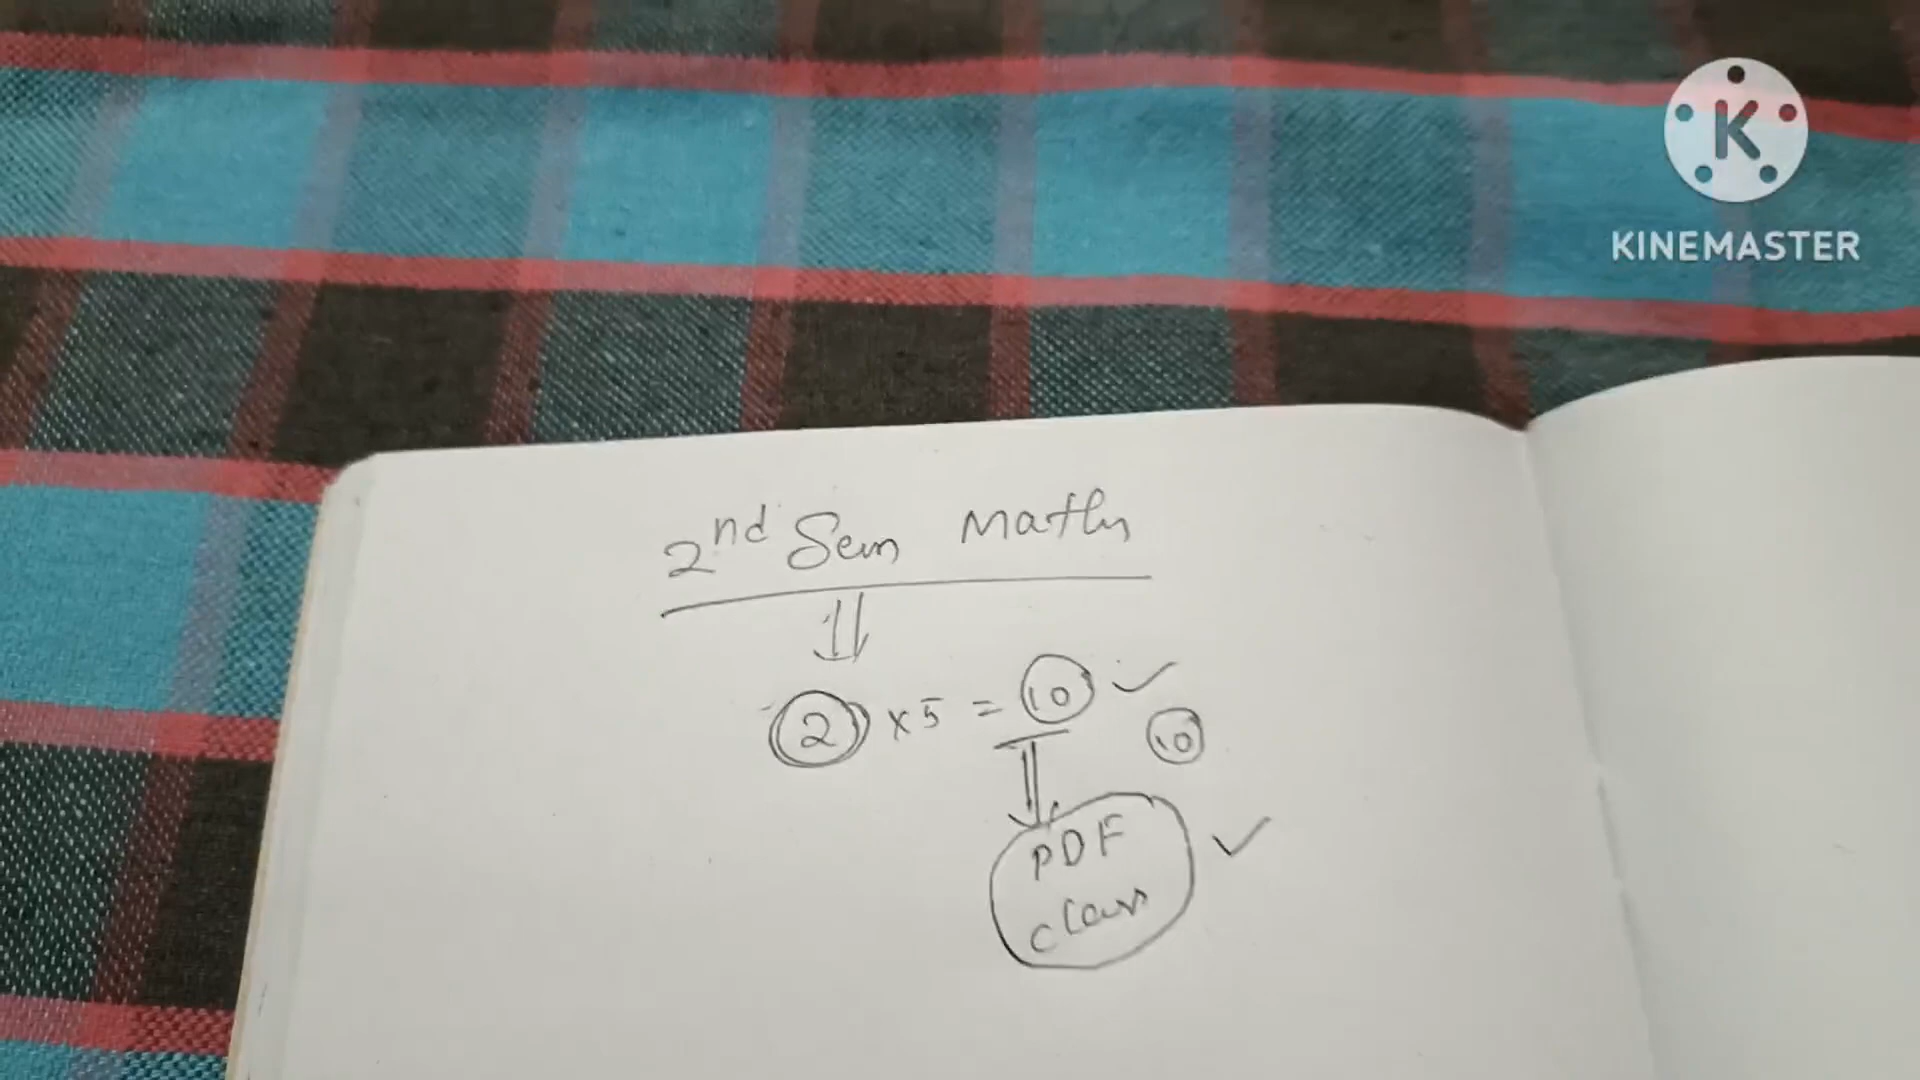 K
KINEMASTER
2nd Sem Maths
2 x 5 = 10
10
PDF
class